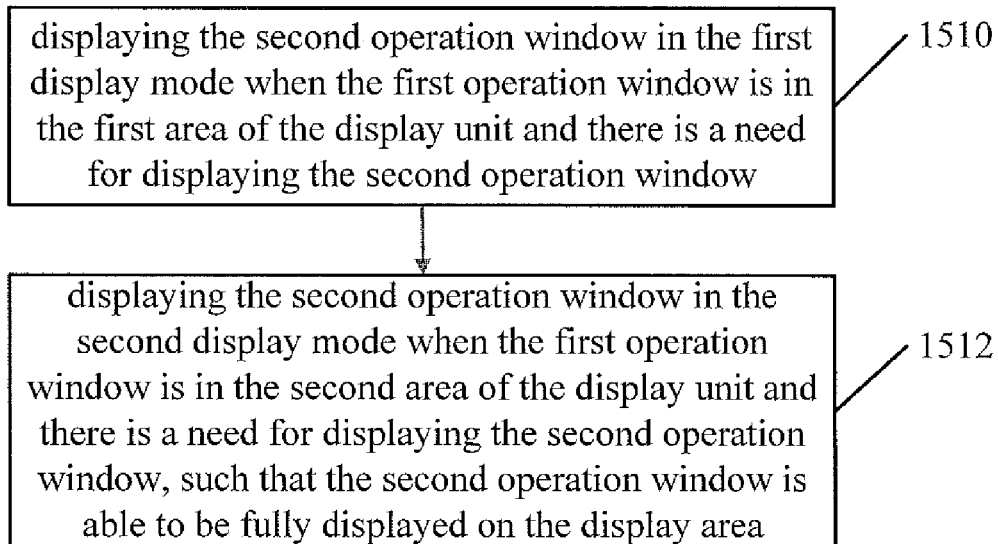 displaying the second operation window in the first
display mode when the first operation window is in
the first area of the display unit and there is a need
for displaying the second operation window
1510
displaying the second operation window in the
second display mode when the first operation
window is in the second area of the display unit and
there is a need for displaying the second operation
window, such that the second operation window is
able to be fully displayed on the display area
1512